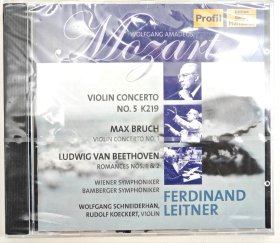 WOLFGANG AMADEUS
Mozart
Profil
VIOLIN CONCERTO
NO. 5 K219
MAX BRUCH
VIOLIN CONCERTO NO. 1
LUDWIG VAN BEETHOVEN
ROMANCES NOS. 1 & 2
WIENER SYMPHONIKER
BAMBERGER SYMPHONIKER
WOLFGANG SCHNEIDERHAN,
RUDOLF KOECKERT, VIOLIN
FERDINAND
LEITNER